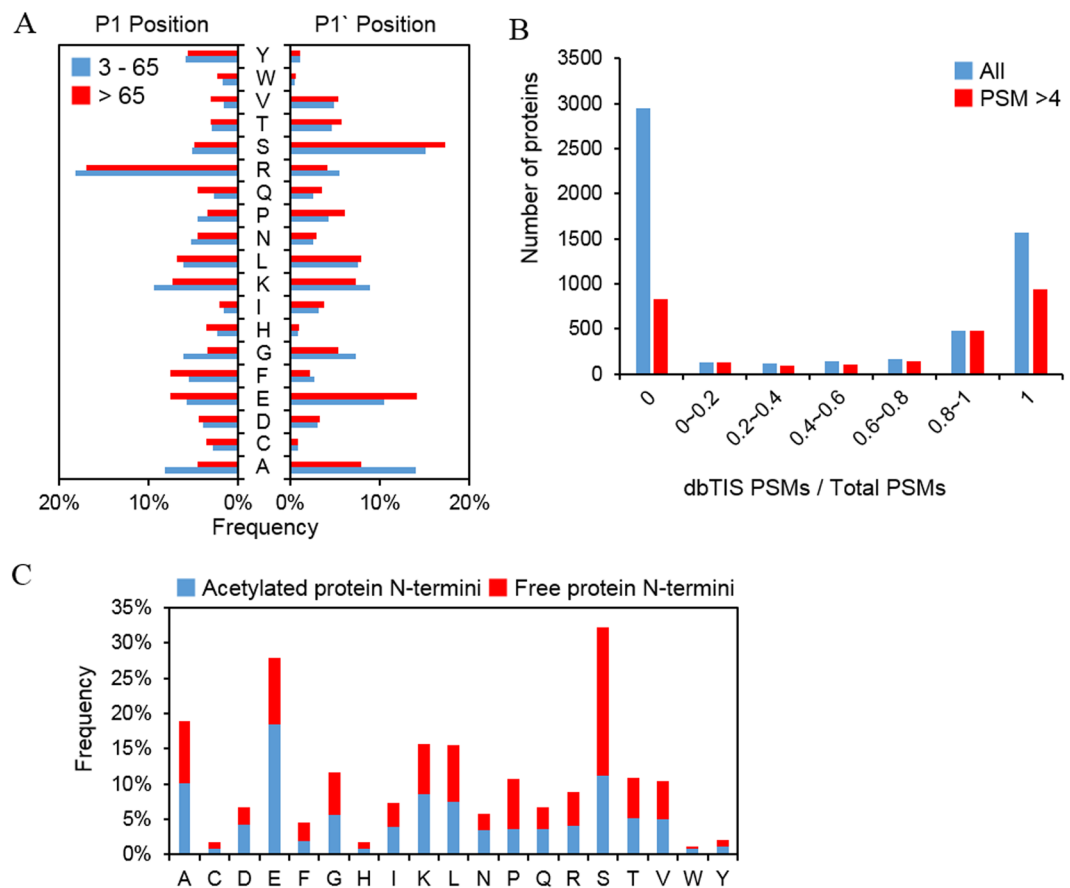 A
P1 Position
P1` Position
3 - 65
> 65
Y
W
V
T
S
R
Q
P
N
L
K
I
H
G
F
E
D
C
A
20% 10% 0% 0% 10% 20%
Frequency
B
3500
3000
2500
2000
1500
1000
500
0
Number of proteins
All
PSM >4
0 0~0.2 0.2~0.4 0.4~0.6 0.6~0.8 0.8~1 1
dbTIS PSMs / Total PSMs
C
Acetylated protein N-termini Free protein N-termini
35%
30%
25%
20%
15%
10%
5%
0%
Frequency
A C D E F G H I K L N P Q R S T V W Y